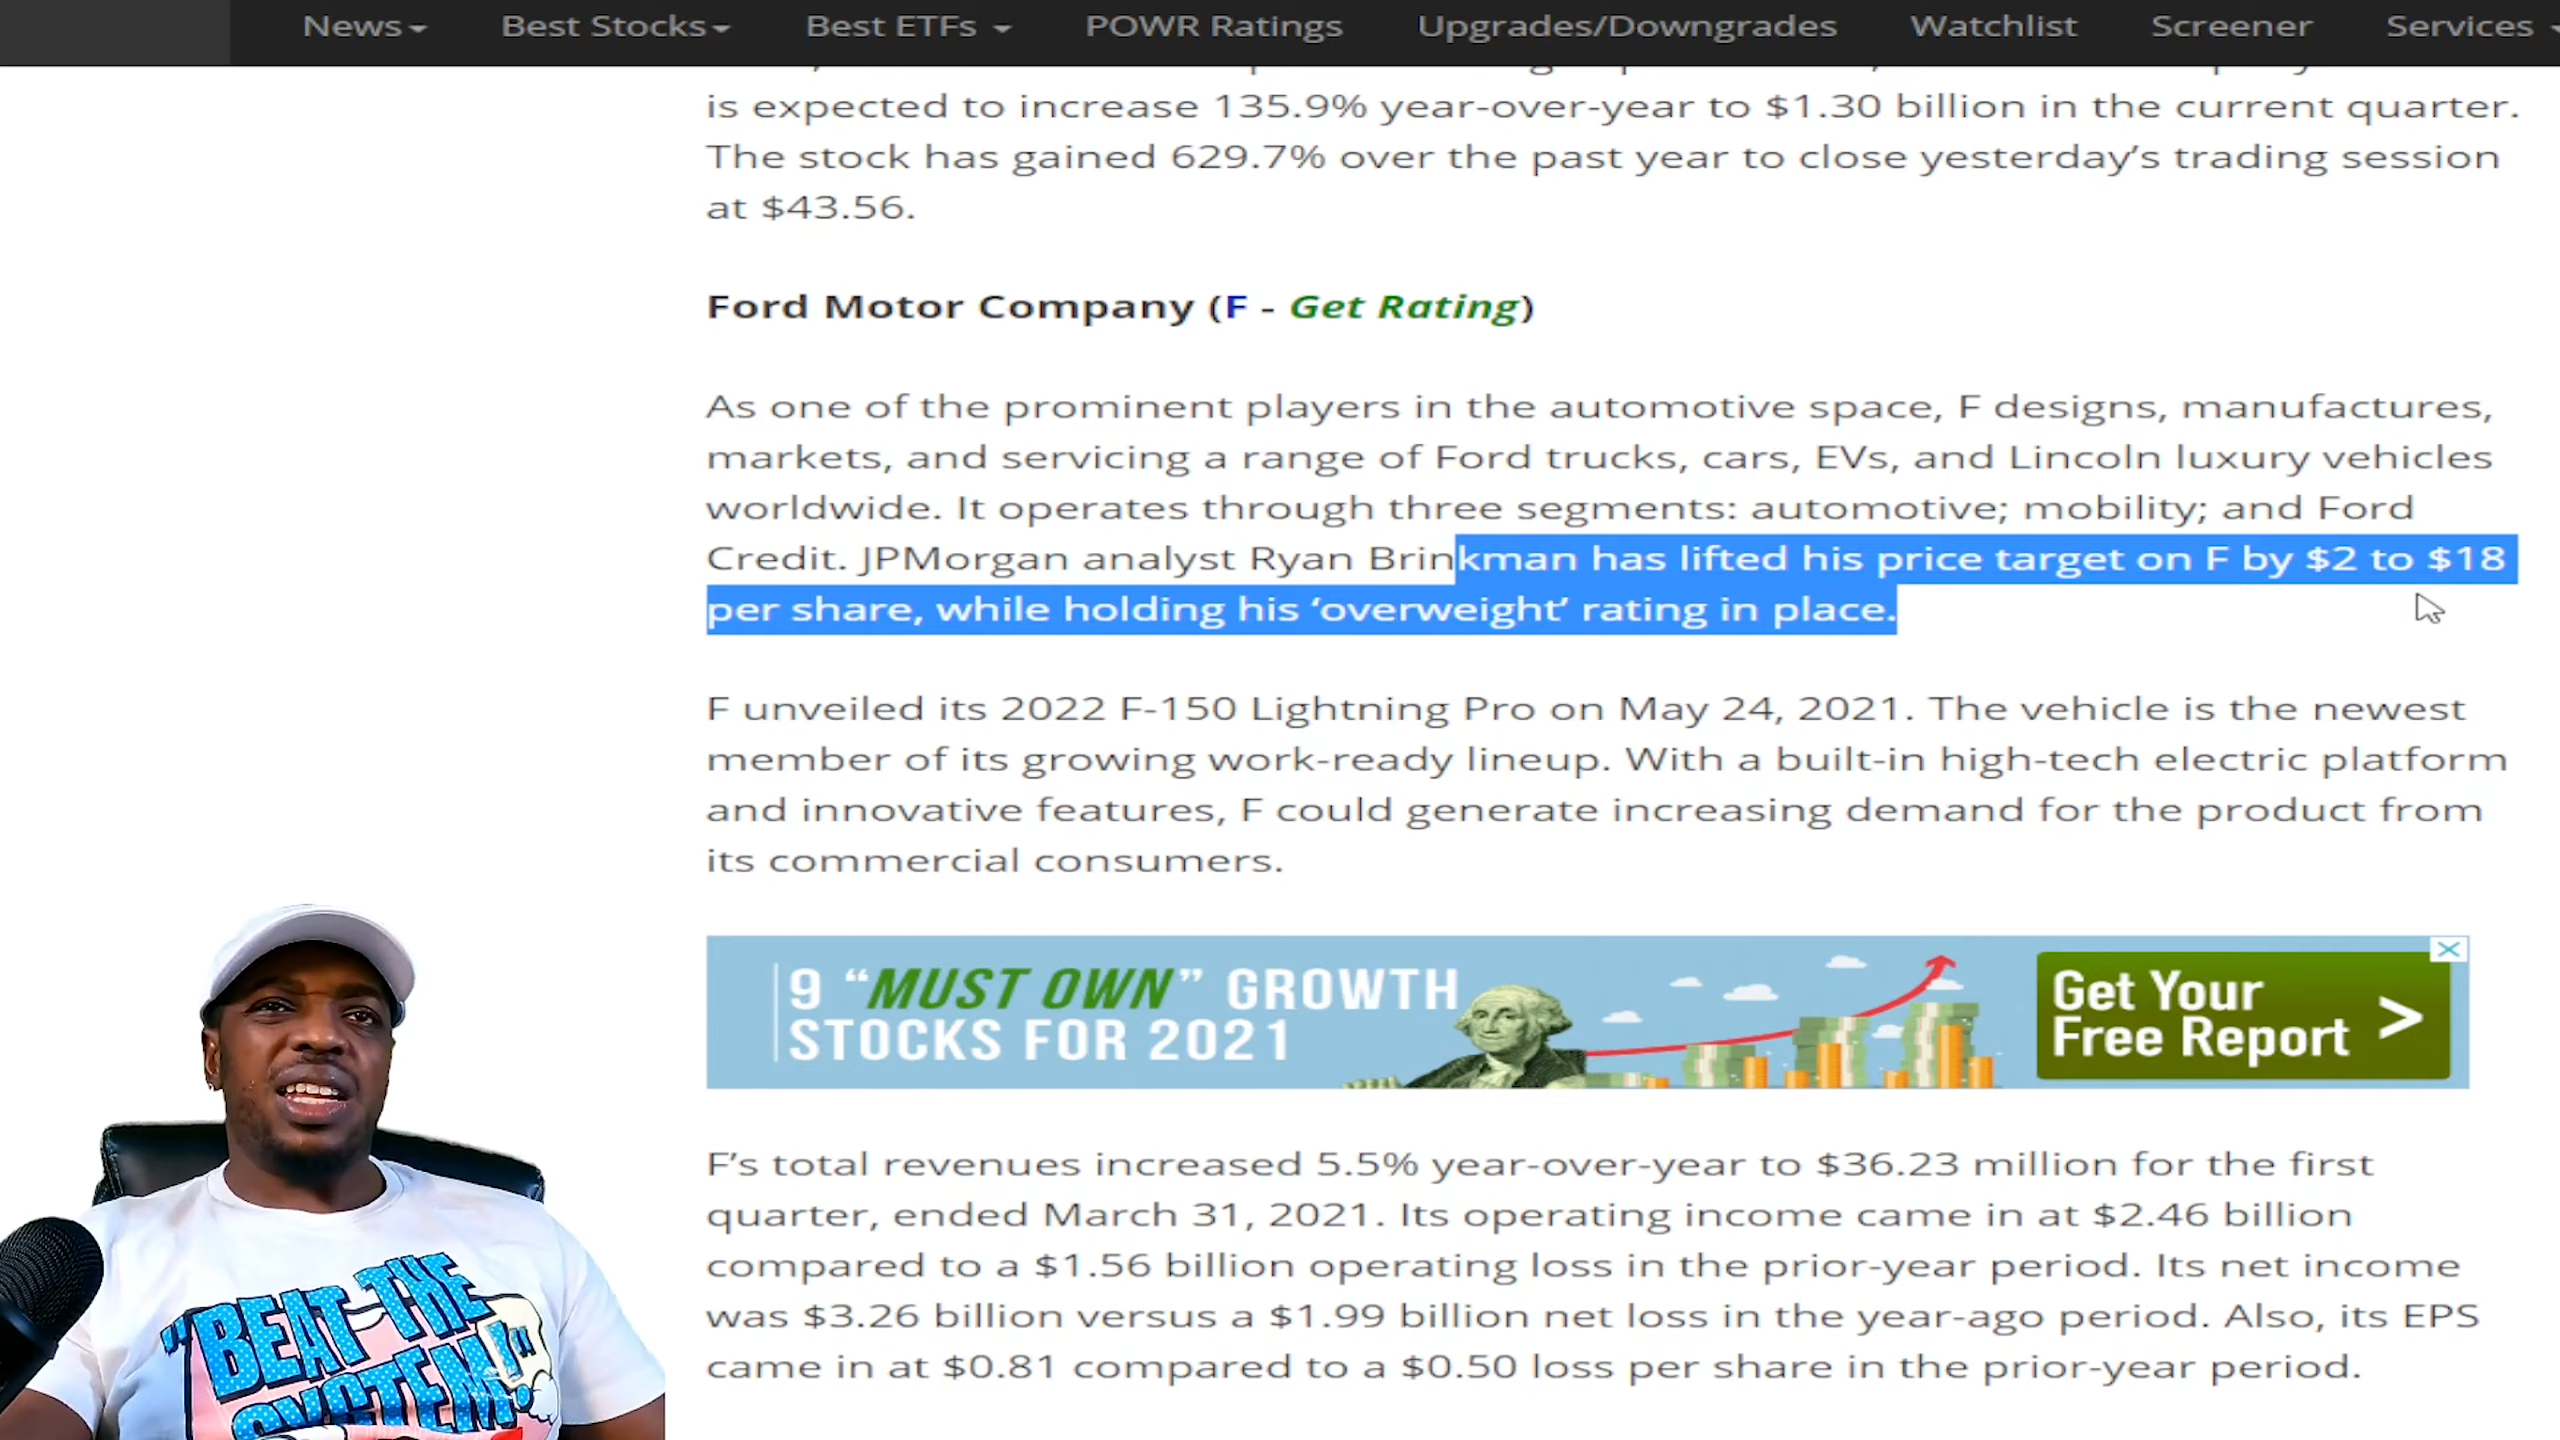 News
Best Stocks
Best ETFs
POWR Ratings
Upgrades/Downgrades
Watchlist
Screener
Services
is expected to increase 135.9% year-over-year to $1.30 billion in the current quarter.
The stock has gained 629.7% over the past year to close yesterday’s trading session
at $43.56.
Ford Motor Company (F - Get Rating)
As one of the prominent players in the automotive space, F designs, manufactures,
markets, and servicing a range of Ford trucks, cars, EVs, and Lincoln luxury vehicles
worldwide. It operates through three segments: automotive; mobility; and Ford
Credit. JPMorgan analyst Ryan Brinkman has lifted his price target on F by $2 to $18
per share, while holding his ‘overweight’ rating in place.
F unveiled its 2022 F-150 Lightning Pro on May 24, 2021. The vehicle is the newest
member of its growing work-ready lineup. With a built-in high-tech electric platform
and innovative features, F could generate increasing demand for the product from
its commercial consumers.
9 “MUST OWN” GROWTH
STOCKS FOR 2021
Get Your
Free Report >
F’s total revenues increased 5.5% year-over-year to $36.23 million for the first
quarter, ended March 31, 2021. Its operating income came in at $2.46 billion
compared to a $1.56 billion operating loss in the prior-year period. Its net income
was $3.26 billion versus a $1.99 billion net loss in the year-ago period. Also, its EPS
came in at $0.81 compared to a $0.50 loss per share in the prior-year period.
"BEAT THE
SYSTEM!"